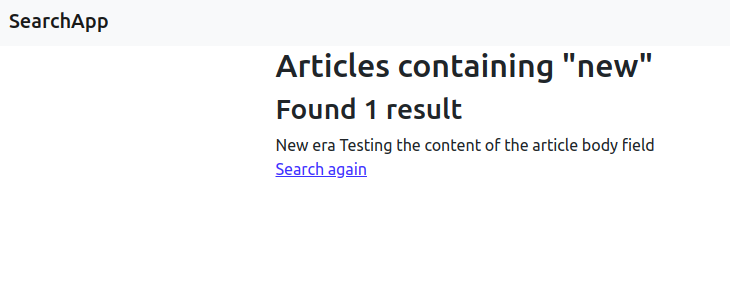 SearchApp
Articles containing "new"
Found 1 result
New era Testing the content of the article body field
Search again